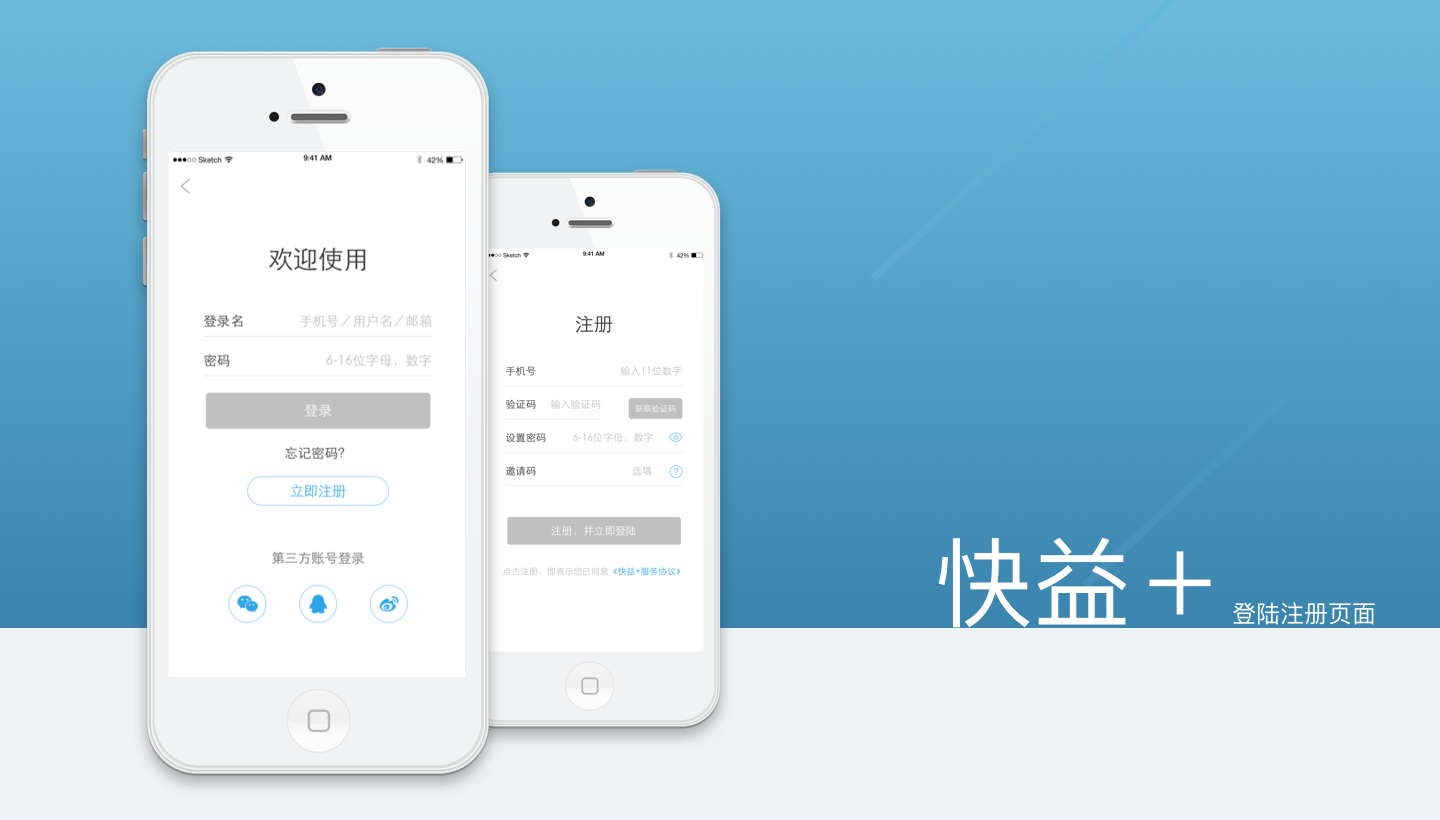 Sketch 9:41 AM 42%
欢迎使用
登录名 手机号／用户名／邮箱
密码 6-16位字母，数字
登录
忘记密码?
立即注册
第三方账号登录
Sketch 9:41 AM 42%
注册
手机号 输入11位数字
验证码 输入验证码 获取验证码
设置密码 6-16位字母，数字
邀请码 选填 ?
注册，并立即登陆
点击注册，即表示您已同意《快益+服务协议》
快益＋ 登陆注册页面